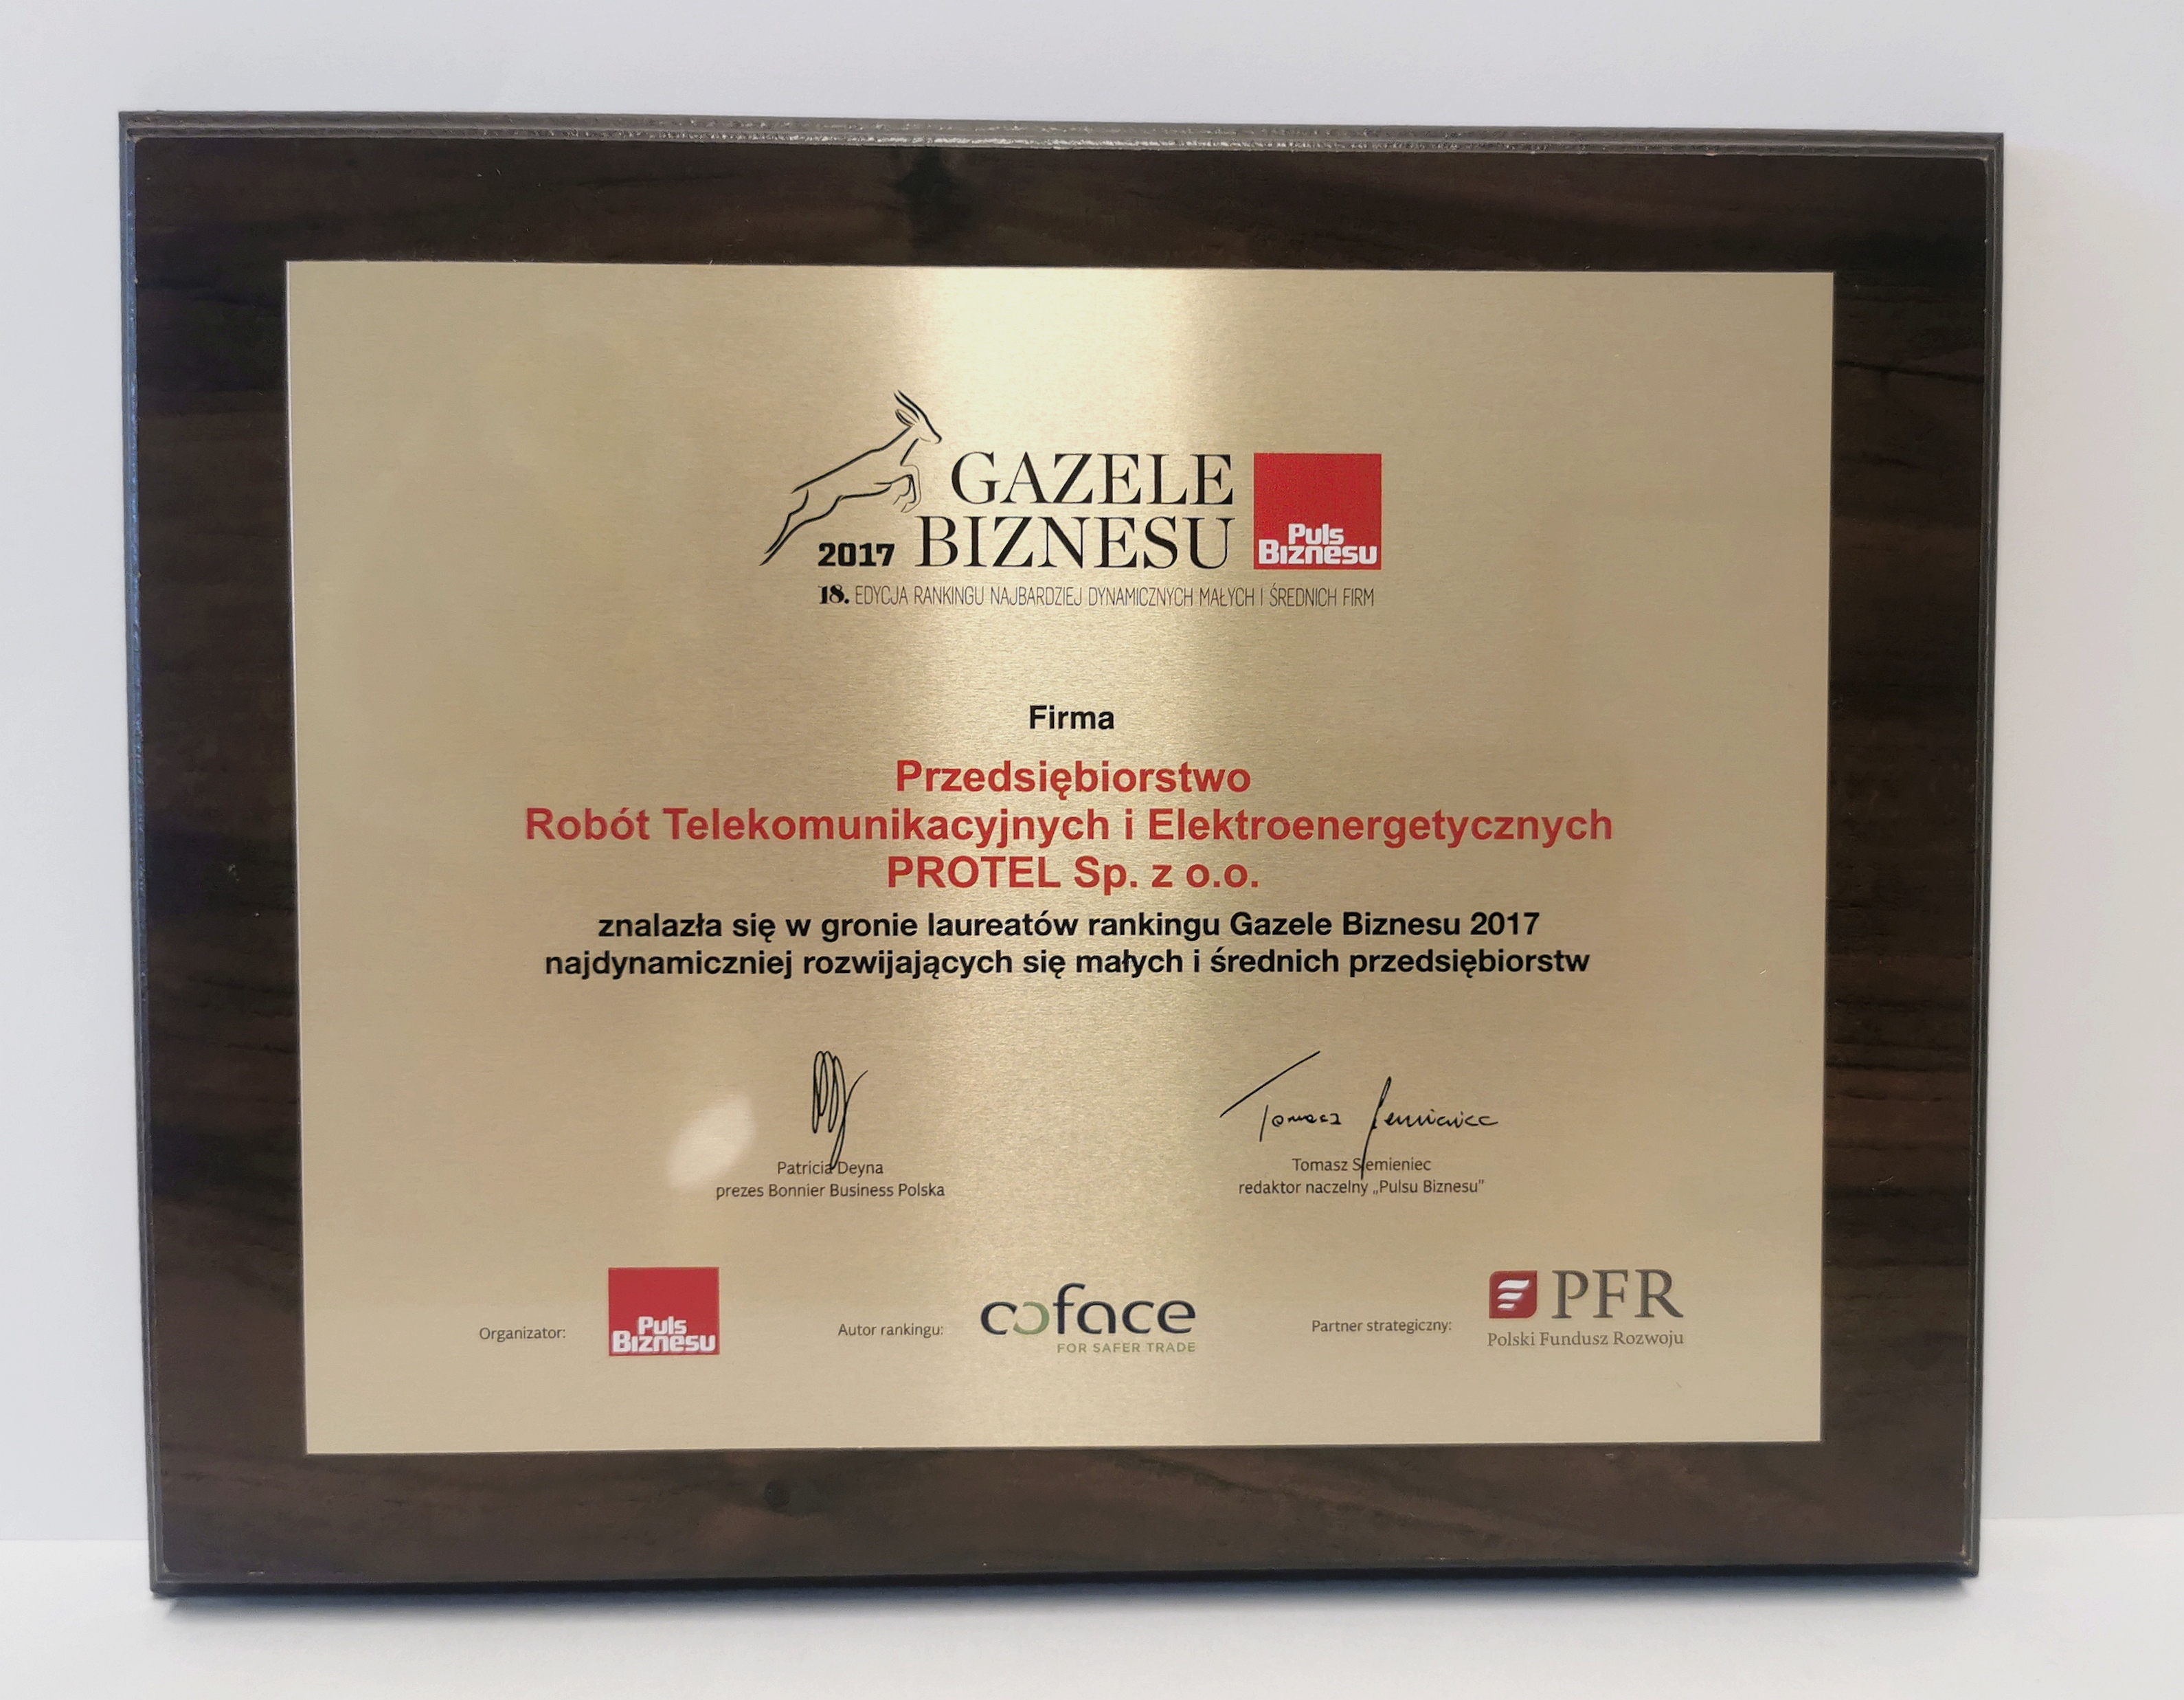 GAZELE
2017 BIZNESU
Puls
Biznesu
18. EDYCJA RANKINGU NAJBARDZIEJ DYNAMICZNYCH MAŁYCH I ŚREDNICH FIRM
Firma
Przedsiębiorstwo
Robót Telekomunikacyjnych i Elektroenergetycznych
PROTEL Sp. z o.o.
znalazła się w gronie laureatów rankingu Gazele Biznesu 2017
najdynamiczniej rozwijających się małych i średnich przedsiębiorstw
Patricia Deyna
prezes Bonnier Business Polska
Tomasz Siemieniec
Tomasz Siemieniec
redaktor naczelny „Pulsu Biznesu”
Organizator:
Puls
Biznesu
Autor rankingu:
coface
FOR SAFER TRADE
Partner strategiczny:
PFR
Polski Fundusz Rozwoju